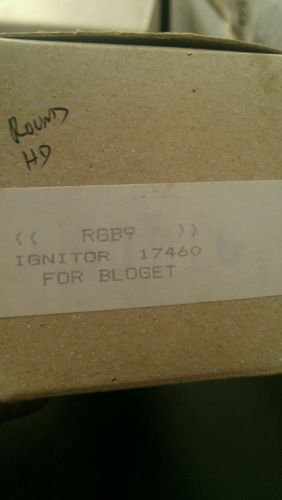 ROUND
HD
<< RGB9 >>
IGNITOR 17460
FOR BLOGET